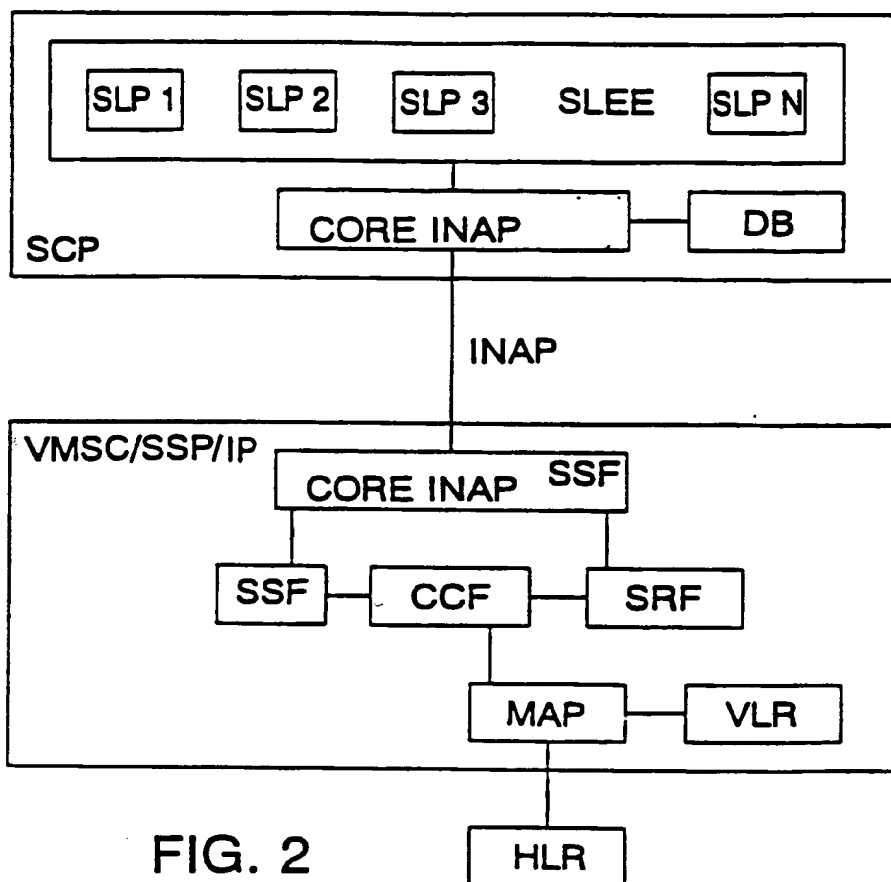 SLP 1 SLP 2 SLP 3 SLEE SLP N
CORE INAP DB
SCP
INAP
VMSC/SSP/IP
CORE INAP SSF
SSF CCF SRF
MAP VLR
HLR
FIG. 2